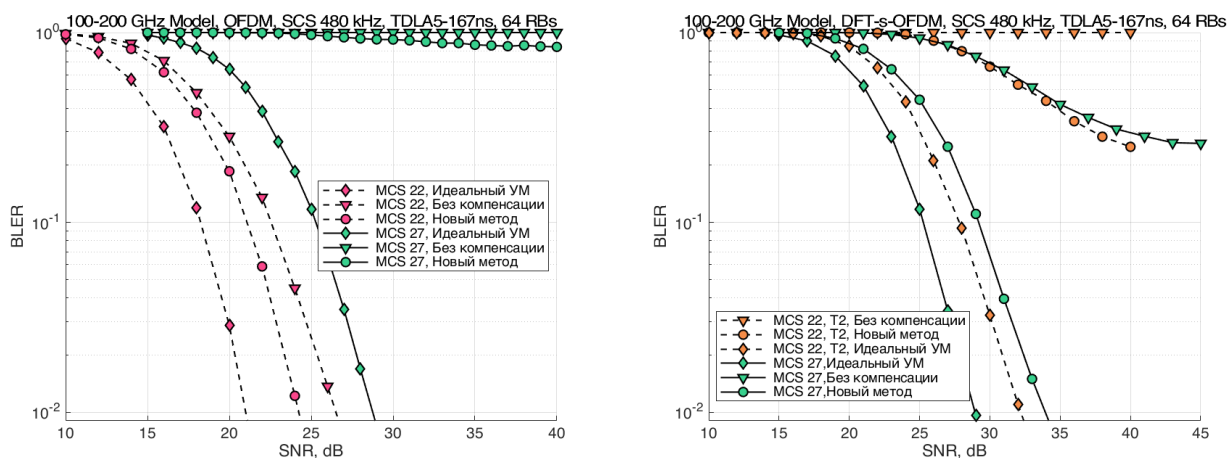 100-200 GHz Model, OFDM, SCS 480 kHz, TDLA5-167ns, 64 RBs
10^0
10^-1
10^-2
BLER
MCS 22, Идеальный УМ
MCS 22, Без компенсации
MCS 22, Новый метод
MCS 27, Идеальный УМ
MCS 27, Без компенсации
MCS 27, Новый метод
10 15 20 25 30 35 40
SNR, dB
100-200 GHz Model, DFT-s-OFDM, SCS 480 kHz, TDLA5-167ns, 64 RBs
10^0
10^-1
10^-2
BLER
MCS 22, T2, Без компенсации
MCS 22, T2, Новый метод
MCS 22, T2, Идеальный УМ
MCS 27,Идеальный УМ
MCS 27,Без компенсации
MCS 27,Новый метод
10 15 20 25 30 35 40 45
SNR, dB